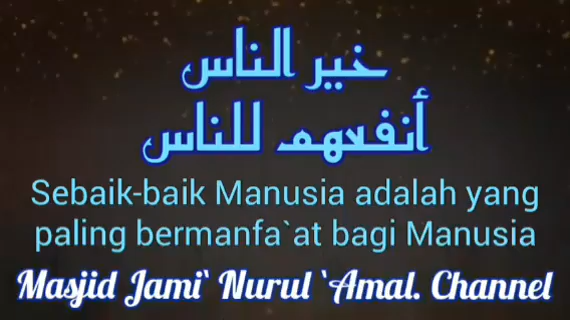 خير الناس
أنفعهم للناس
Sebaik-baik Manusia adalah yang
paling bermanfa`at bagi Manusia
Masjid Jami` Nurul `Amal. Channel